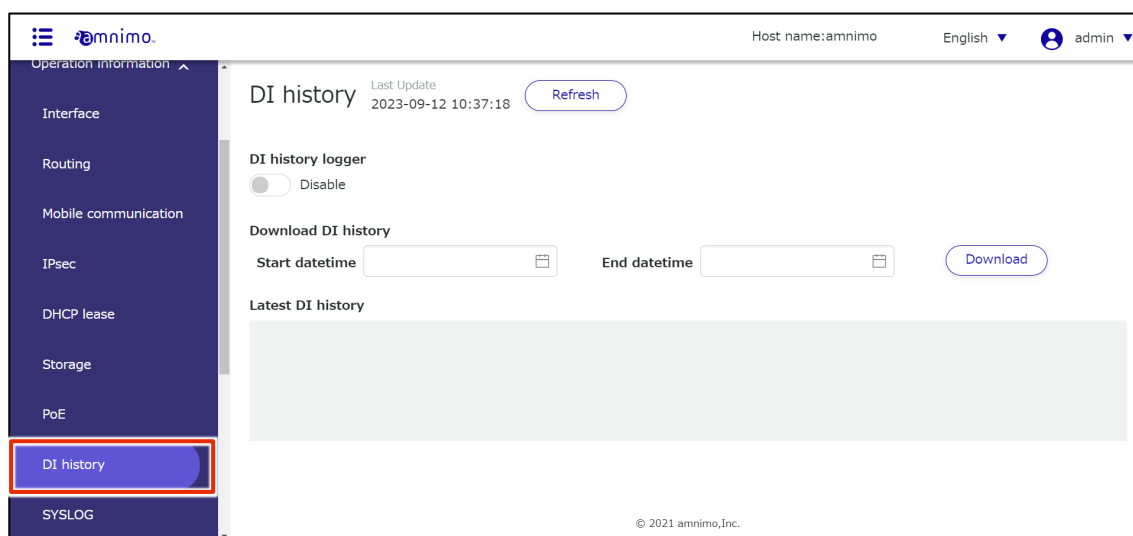 amnimo
Host name:amnimo
English
admin
Operation Information
Interface
Routing
Mobile communication
IPsec
DHCP lease
Storage
PoE
DI history
SYSLOG
DI history
Last Update
2023-09-12 10:37:18
Refresh
DI history logger
Disable
Download DI history
Start datetime
End datetime
Download
Latest DI history
© 2021 amnimo,Inc.